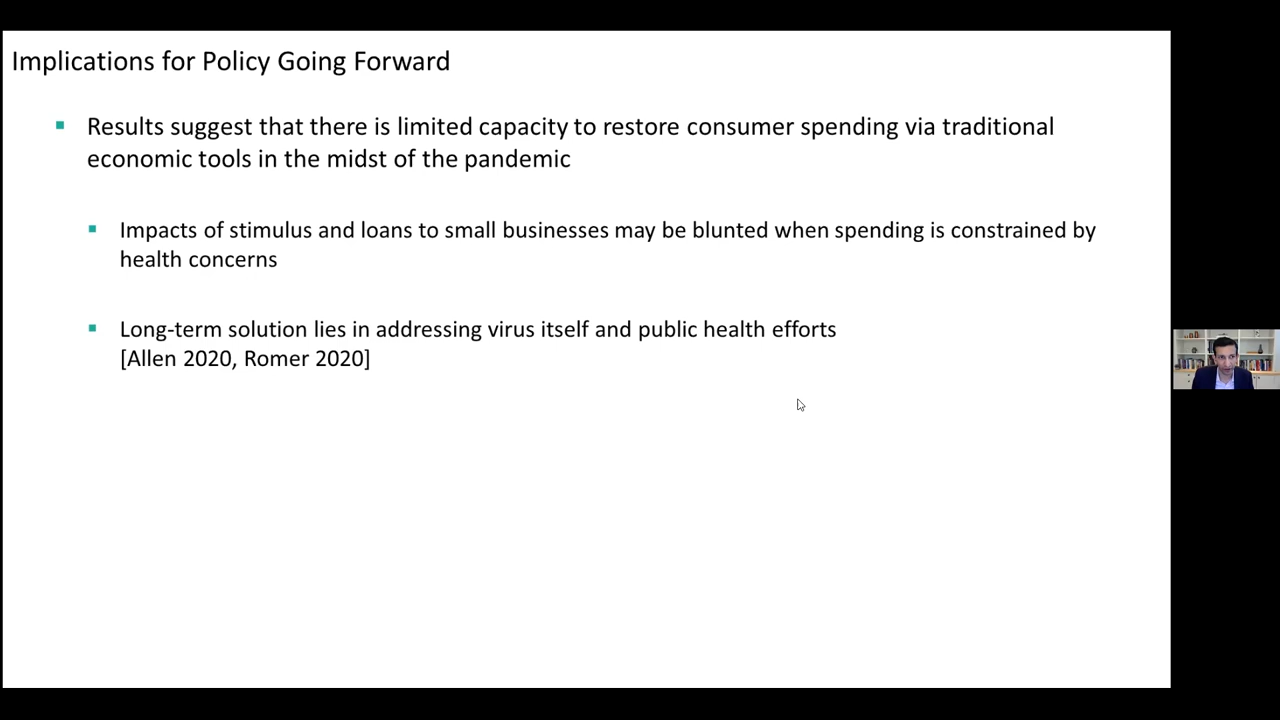 Implications for Policy Going Forward
Results suggest that there is limited capacity to restore consumer spending via traditional
economic tools in the midst of the pandemic
Impacts of stimulus and loans to small businesses may be blunted when spending is constrained by
health concerns
Long-term solution lies in addressing virus itself and public health efforts
[Allen 2020, Romer 2020]